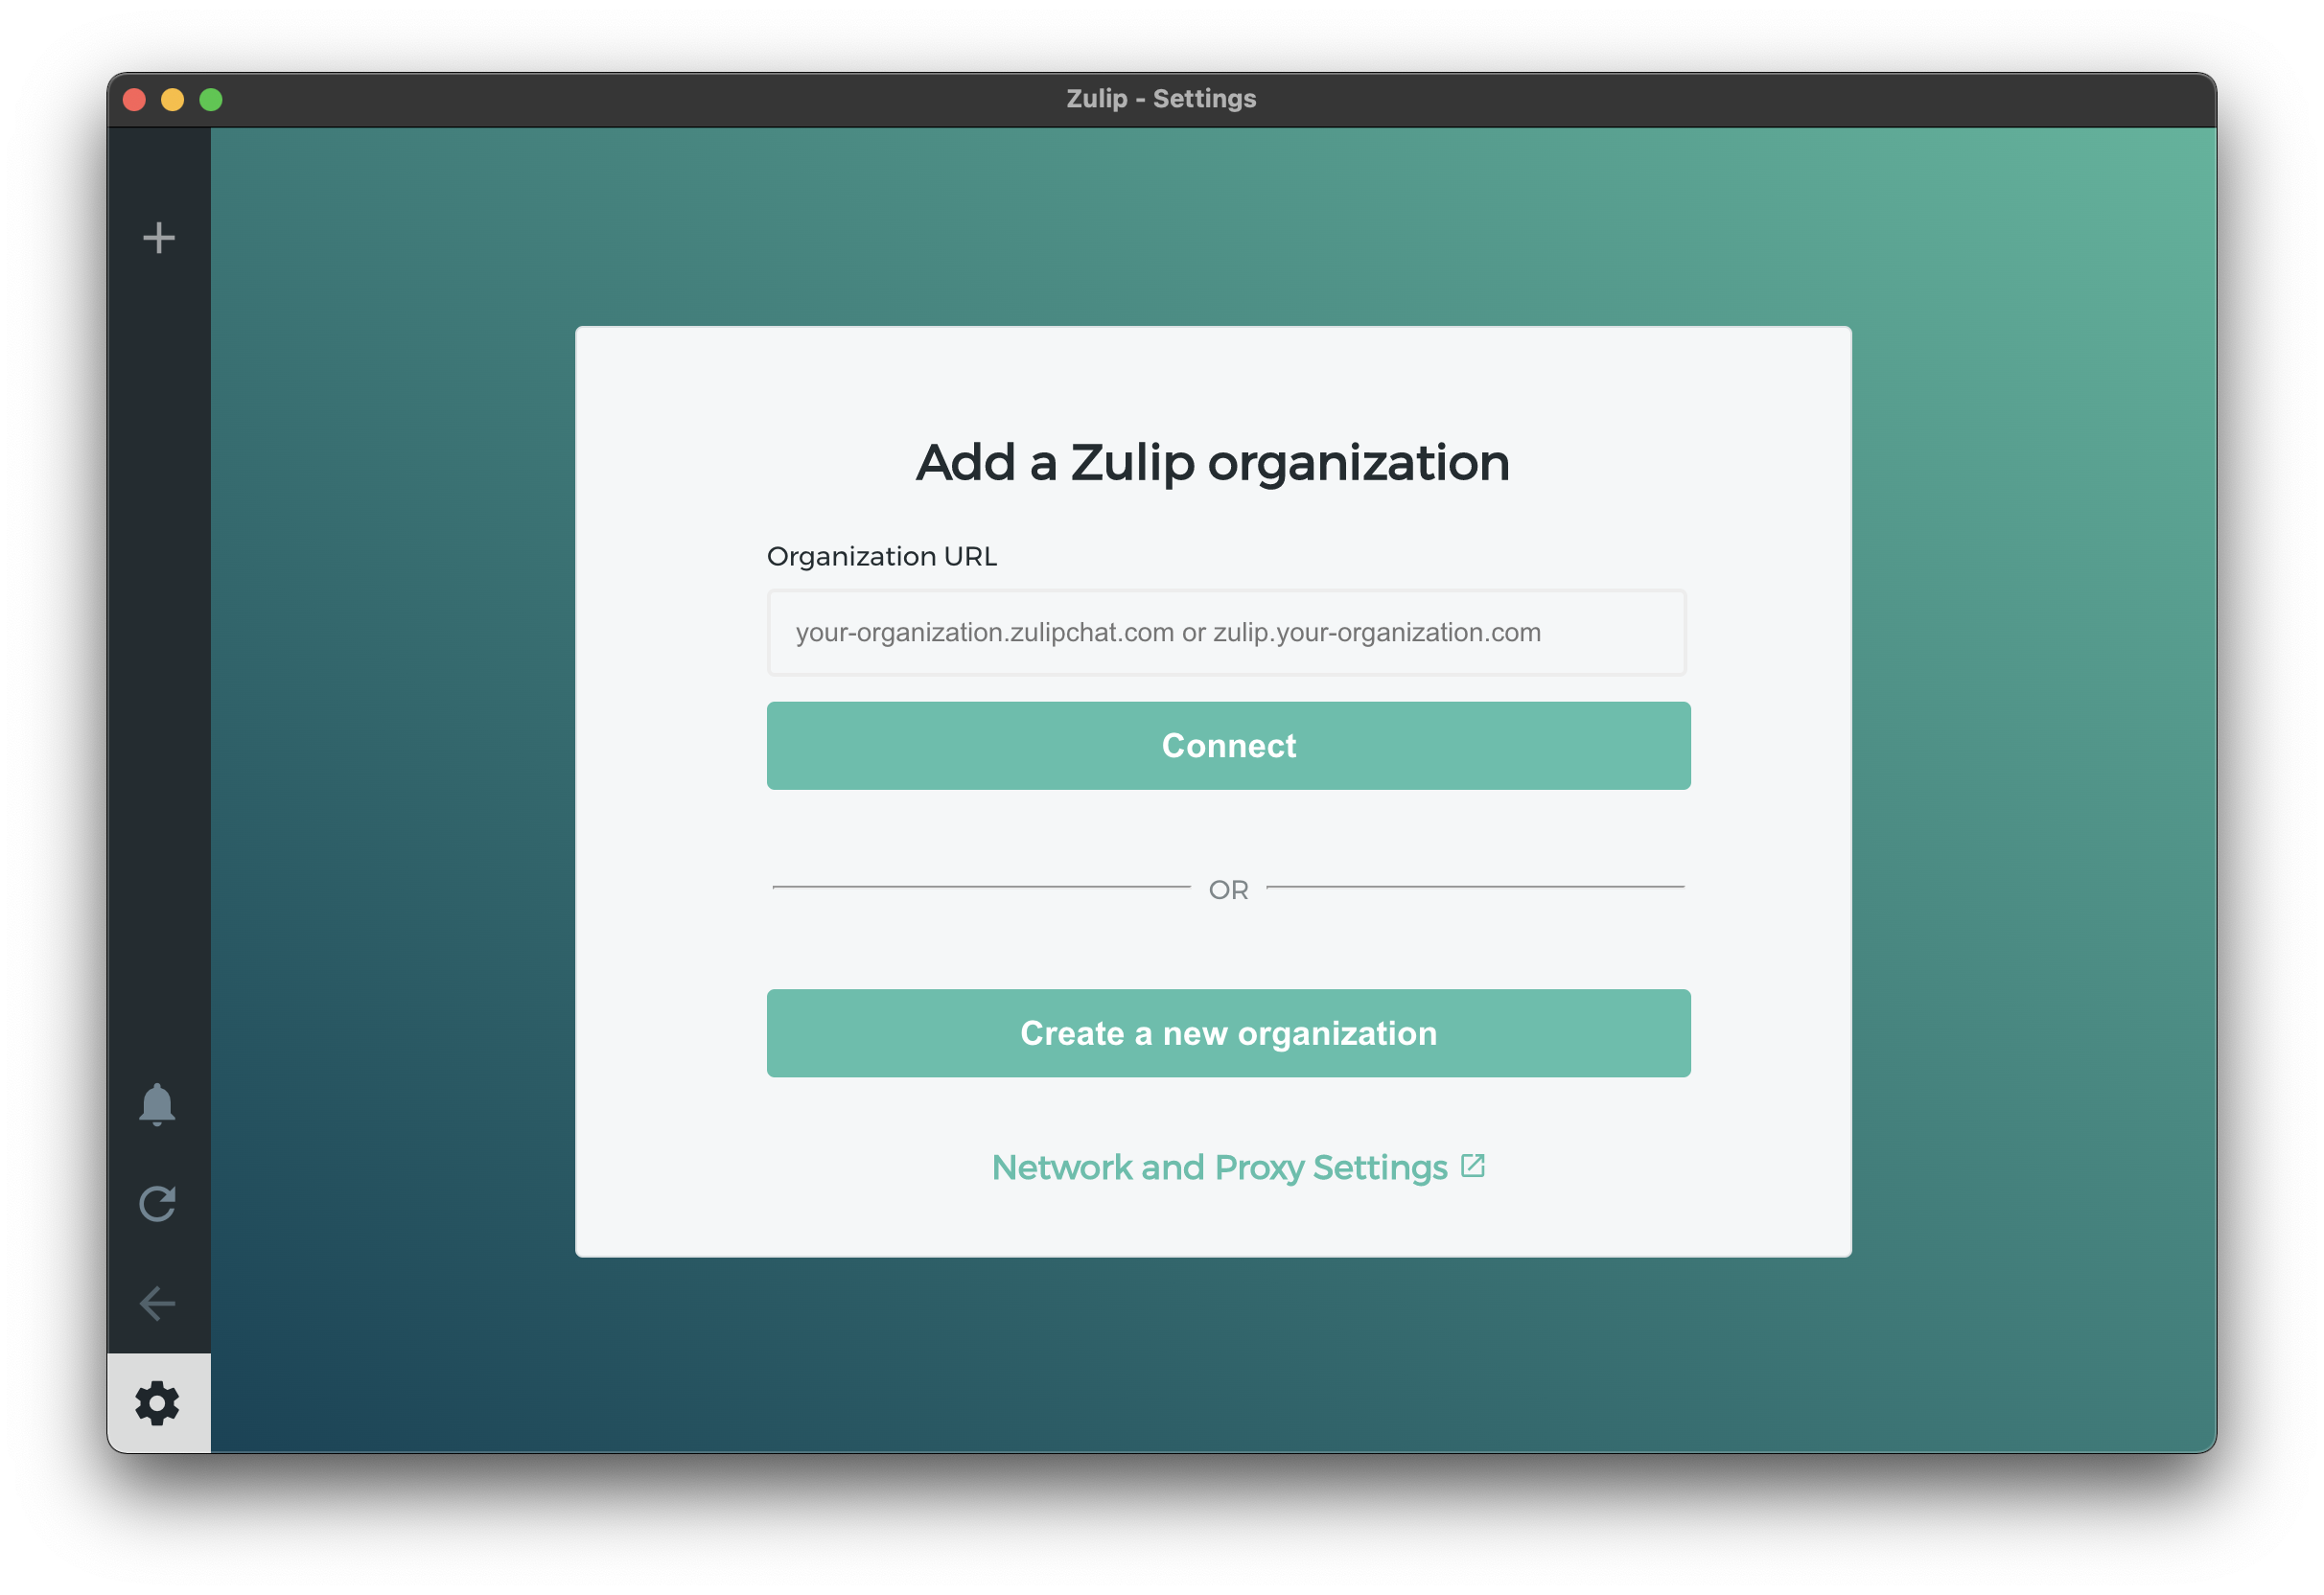 Zulip - Settings
Add a Zulip organization
Organization URL
your-organization.zulipchat.com or zulip.your-organization.com
Connect
OR
Create a new organization
Network and Proxy Settings